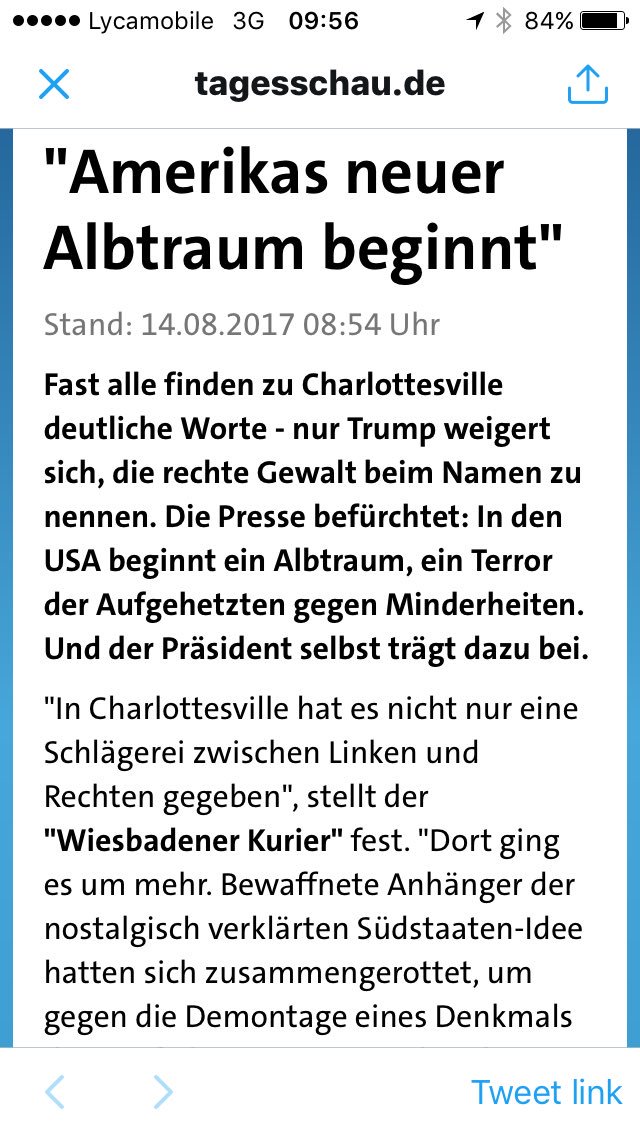 Lycamobile 3G 09:56 84%
tagesschau.de
"Amerikas neuer
Albtraum beginnt"
Stand: 14.08.2017 08:54 Uhr
Fast alle finden zu Charlottesville
deutliche Worte - nur Trump weigert
sich, die rechte Gewalt beim Namen zu
nennen. Die Presse befürchtet: In den
USA beginnt ein Albtraum, ein Terror
der Aufgehetzten gegen Minderheiten.
Und der Präsident selbst trägt dazu bei.
"In Charlottesville hat es nicht nur eine
Schlägerei zwischen Linken und
Rechten gegeben", stellt der
"Wiesbadener Kurier" fest. "Dort ging
es um mehr. Bewaffnete Anhänger der
nostalgisch verklärten Südstaaten-Idee
hatten sich zusammengerottet, um
gegen die Demontage eines Denkmals
Tweet link